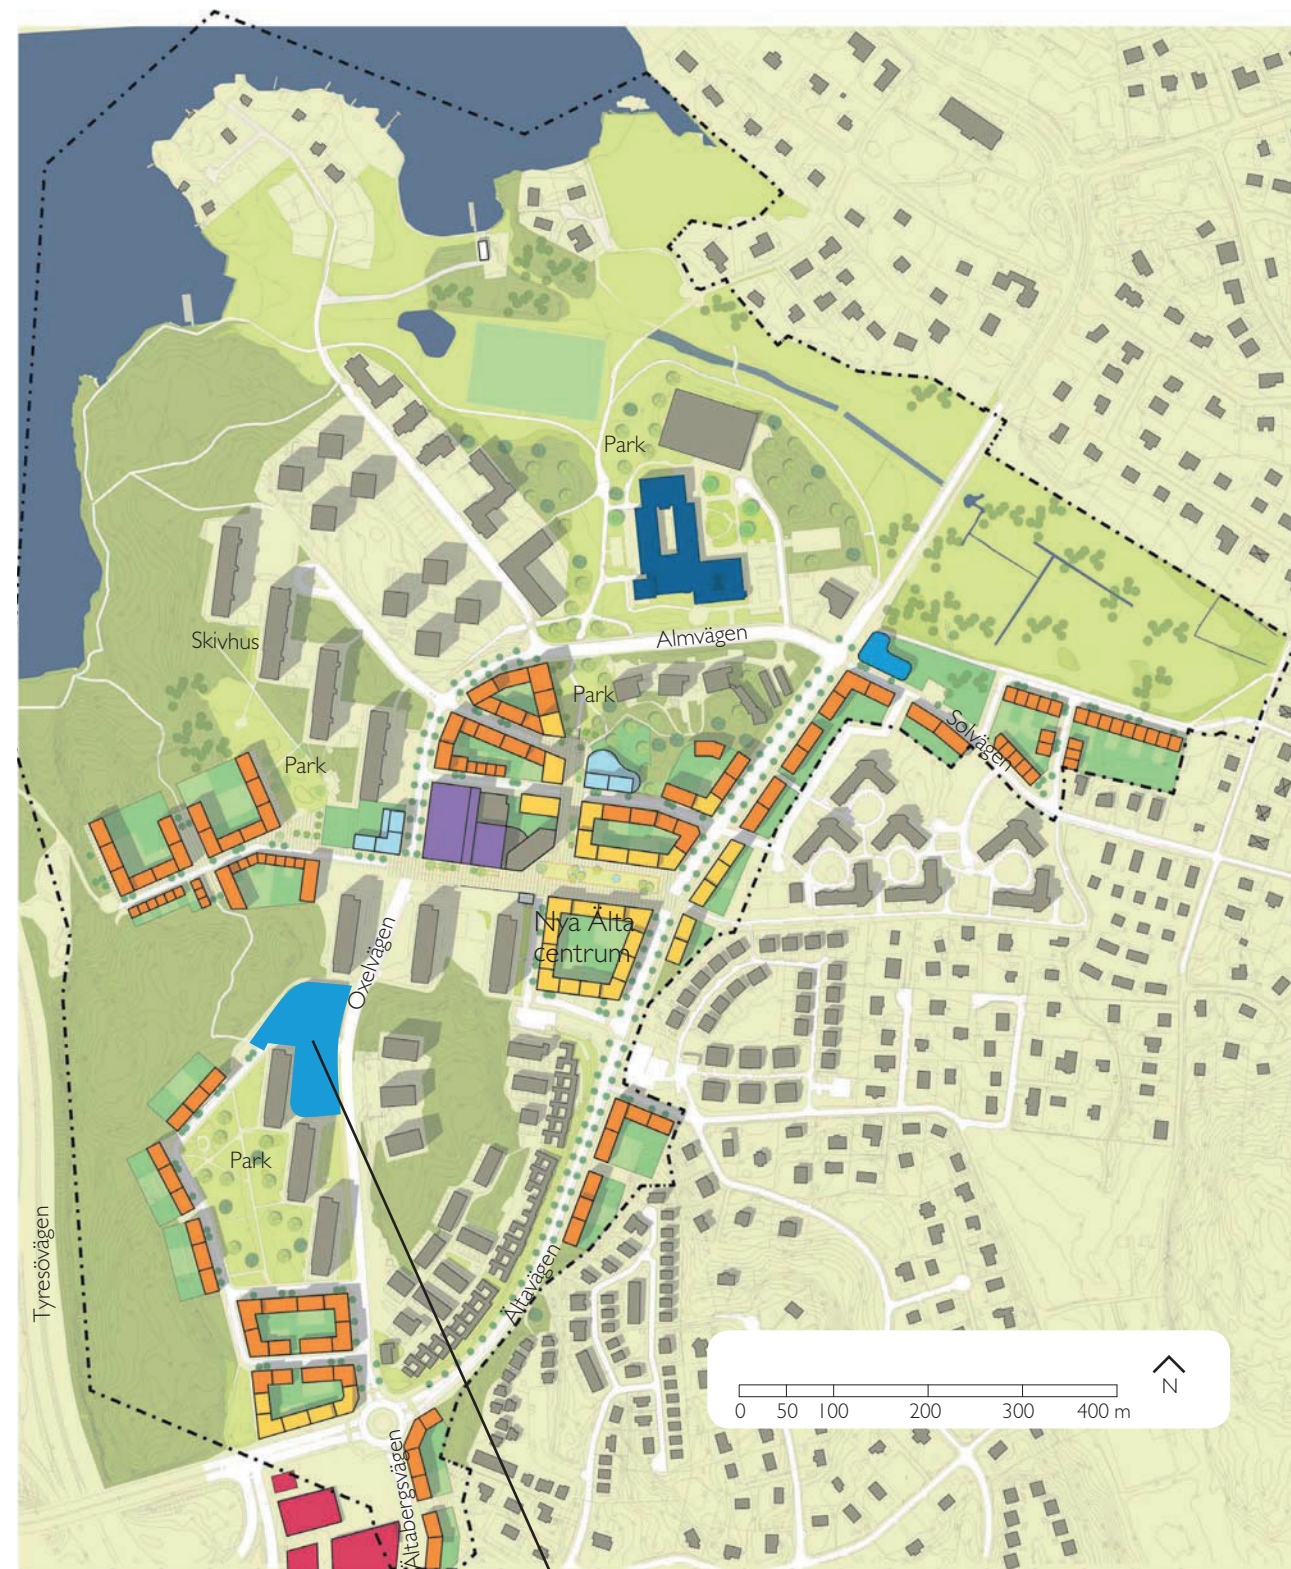 Park
Almvägen
Skivhus
Park
Solvägen
Park
Nya Älta
centrum
Oxelvägen
Park
Tyresövägen
Ältavägen
N
0 50 100 200 300 400 m
Ältabergsvägen